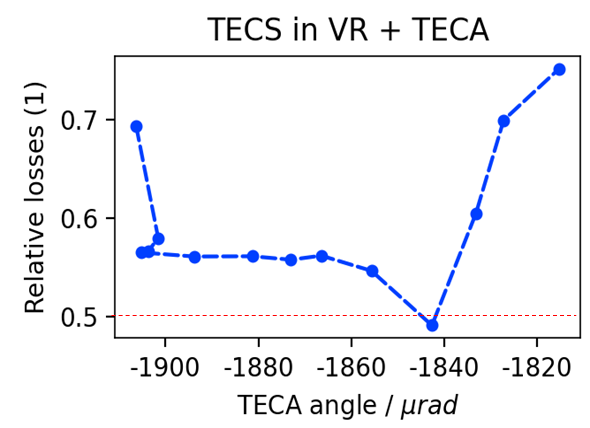 TECS in VR + TECA
Relative losses (1)
0.7
0.6
0.5
-1900 -1880 -1860 -1840 -1820
TECA angle / μrad